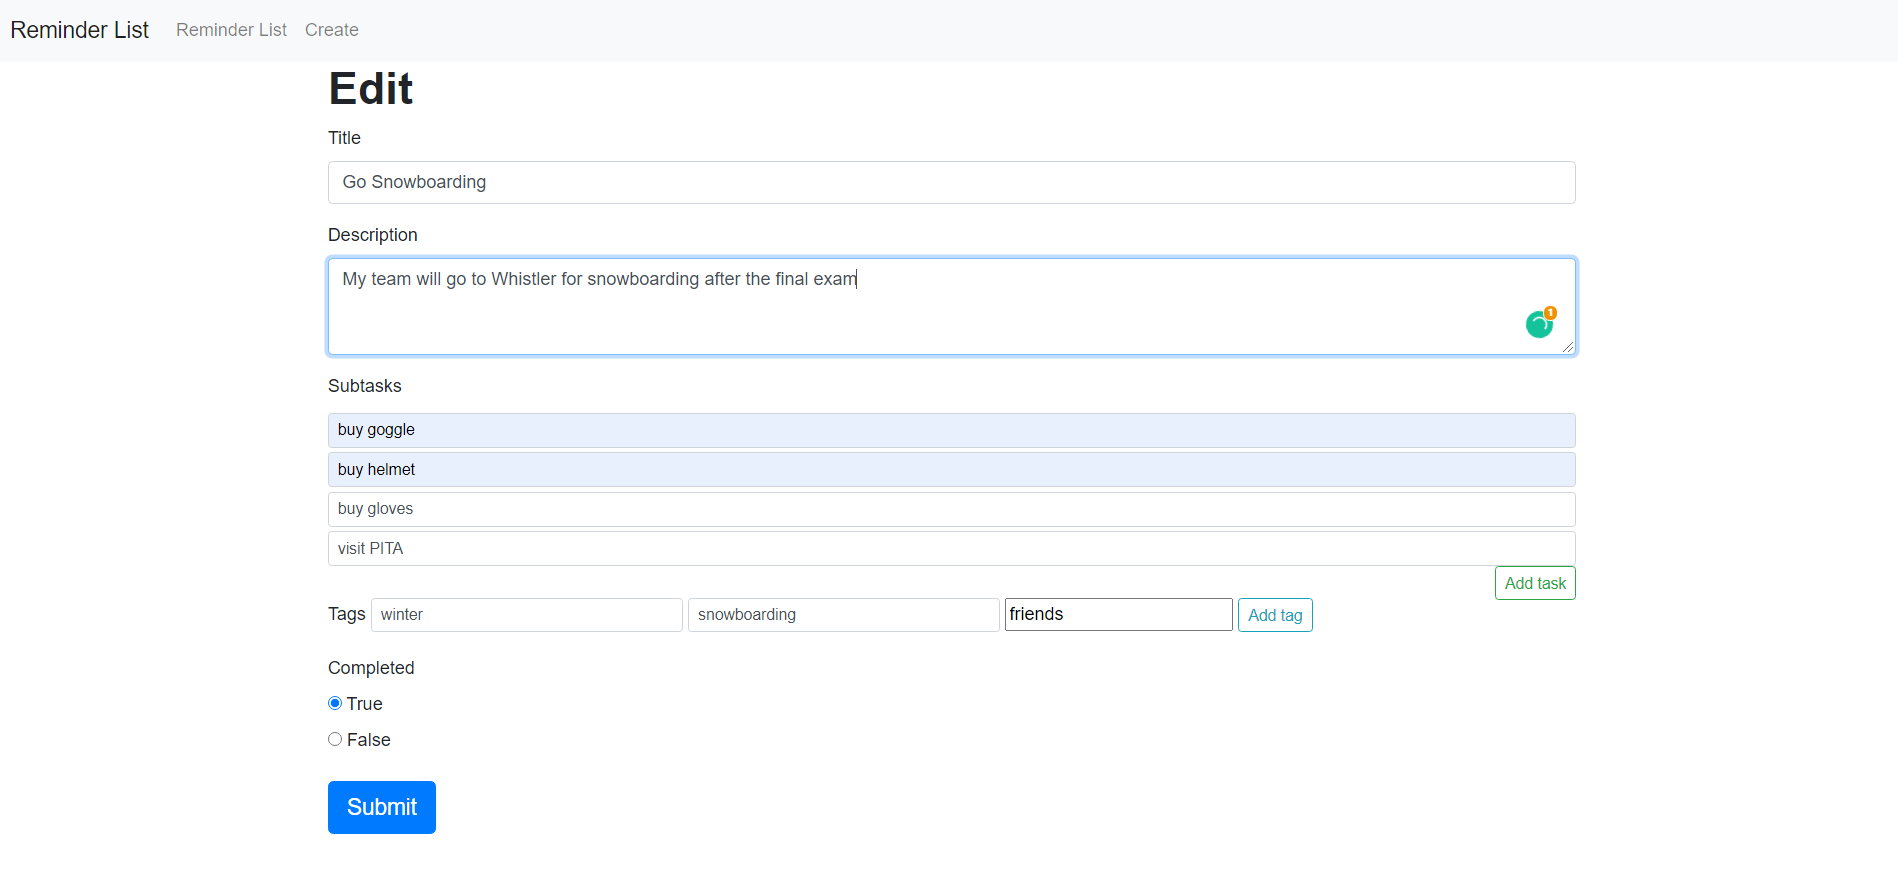 Reminder List Reminder List Create
Edit
Title
Go Snowboarding
Description
My team will go to Whistler for snowboarding after the final exam
1
Subtasks
buy goggle
buy helmet
buy gloves
visit PITA
Add task
Tags winter snowboarding friends Add tag
Completed
True
False
Submit